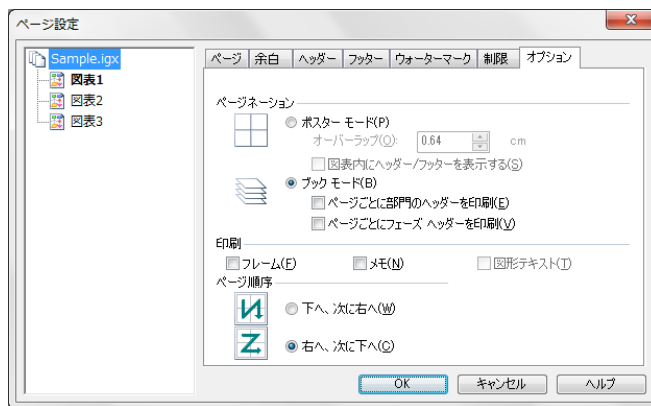 ページ設定
Sample.igx
図表1
図表2
図表3
ページ 余白 ヘッダー フッター ウォーターマーク 制限 オプション
ページネーション
ポスター モード(P)
オーバーラップ(O): 0.64 cm
図表内にヘッダー/フッターを表示する(S)
ブック モード(B)
ページごとに部門のヘッダーを印刷(E)
ページごとにフェーズ ヘッダーを印刷(V)
印刷
フレーム(F) メモ(N) 図形テキスト(T)
ページ順序
下へ、次に右へ(W)
右へ、次に下へ(C)
OK キャンセル ヘルプ